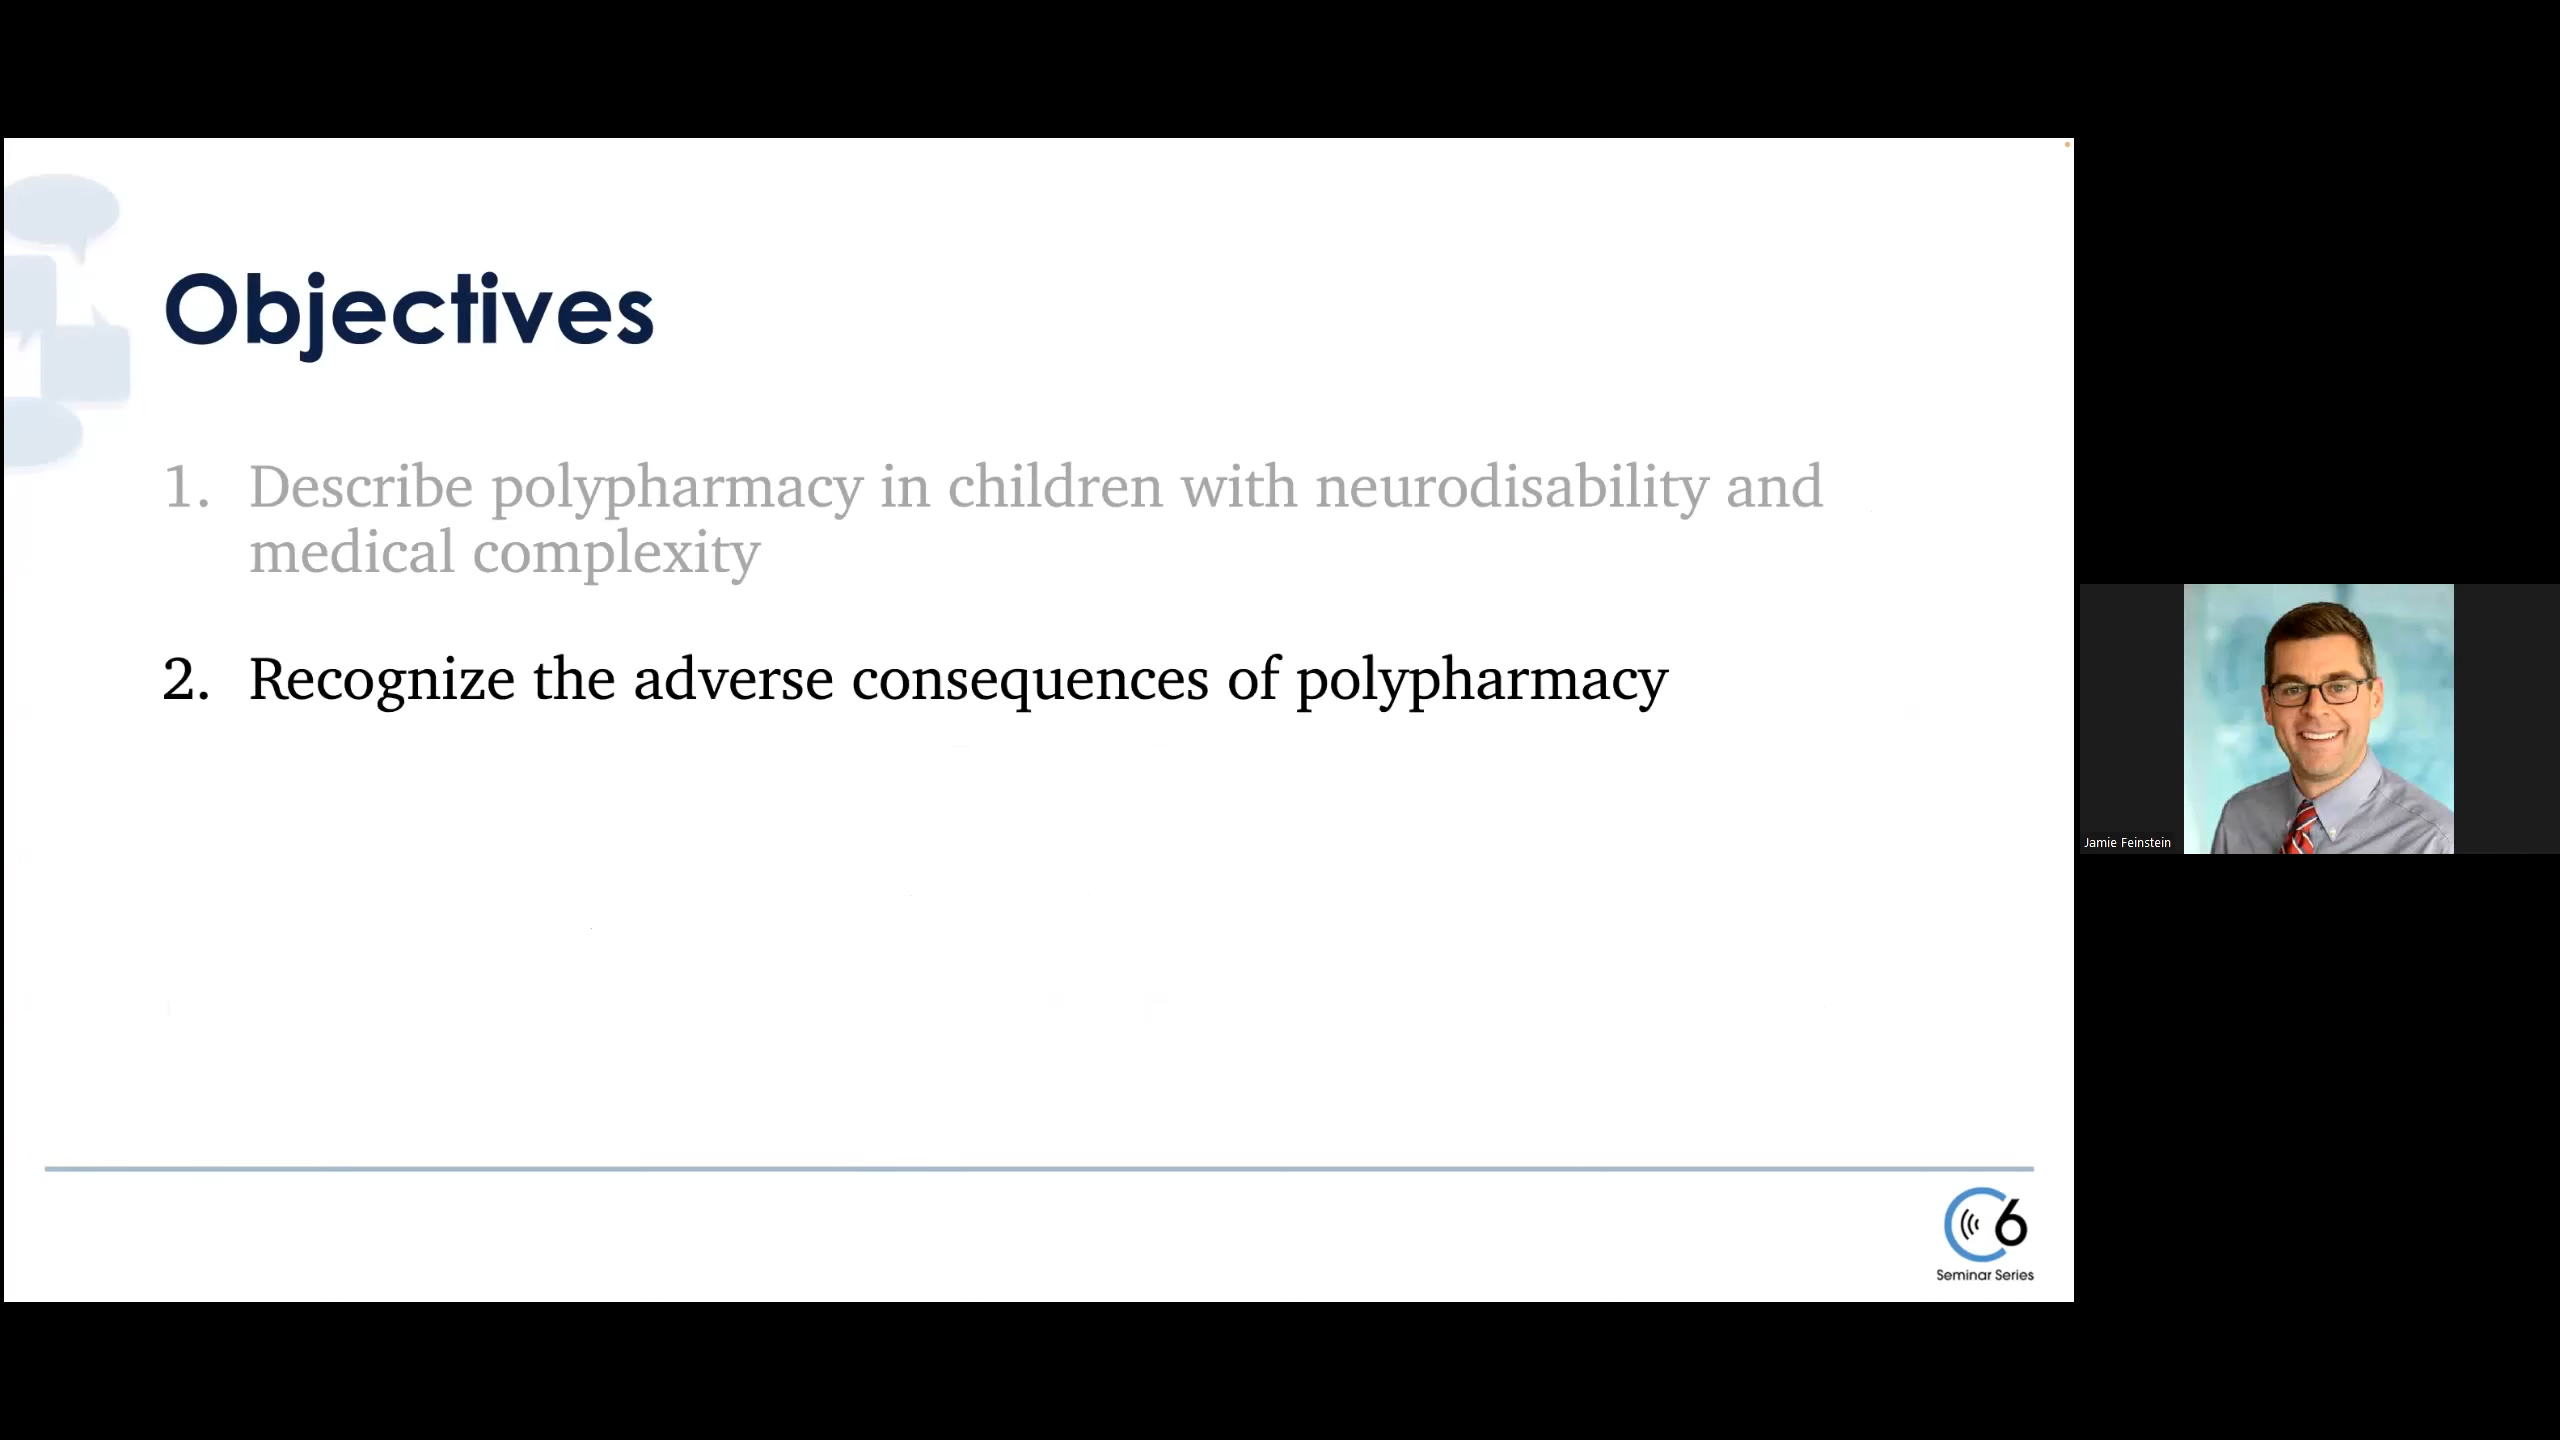 Objectives
1. Describe polypharmacy in children with neurodisability and
medical complexity
2. Recognize the adverse consequences of polypharmacy
Jamie Feinstein
C6
Seminar Series